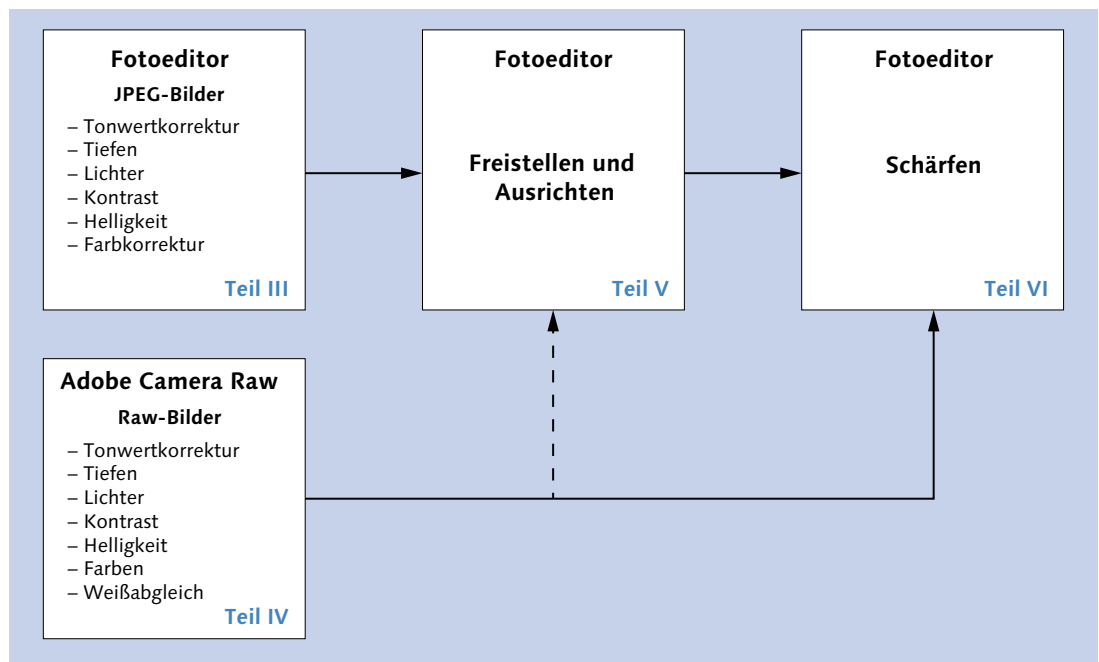 Fotoeditor
JPEG-Bilder
– Tonwertkorrektur
– Tiefen
– Lichter
– Kontrast
– Helligkeit
– Farbkorrektur
Teil III
Fotoeditor
Freistellen und
Ausrichten
Teil V
Fotoeditor
Schärfen
Teil VI
Adobe Camera Raw
Raw-Bilder
– Tonwertkorrektur
– Tiefen
– Lichter
– Kontrast
– Helligkeit
– Farben
– Weißabgleich
Teil IV